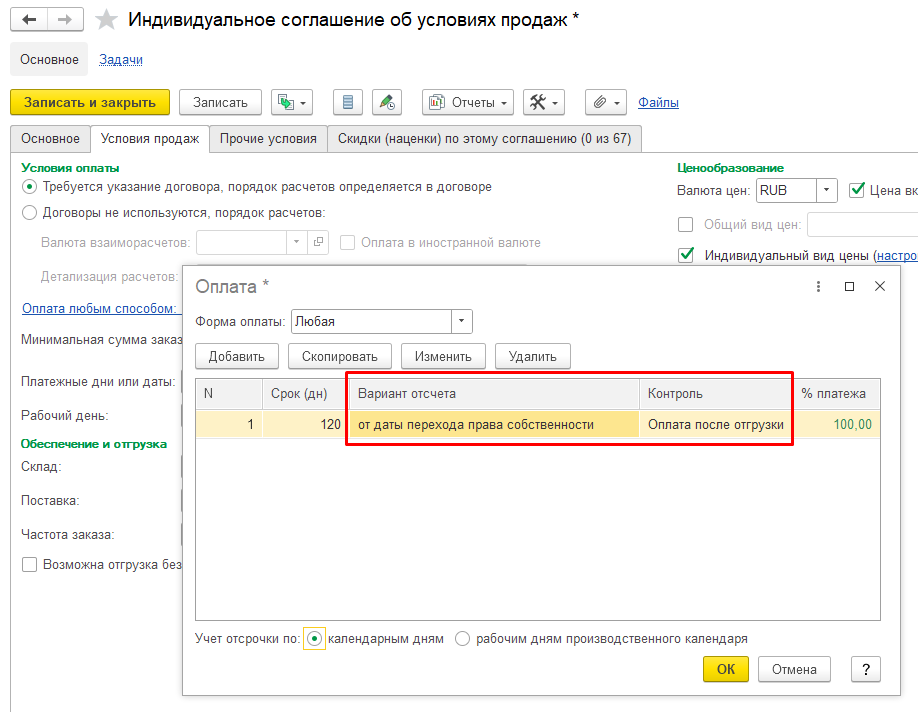 Индивидуальное соглашение об условиях продаж *
Основное Задачи
Записать и закрыть Записать Отчеты Файлы
Основное Условия продаж Прочие условия Скидки (наценки) по этому соглашению (0 из 67)
Условия оплаты Ценообразование
Требуется указание договора, порядок расчетов определяется в договоре Валюта цен: RUB Цена вк
Договоры не используются, порядок расчетов:
Валюта взаиморасчетов: Оплата в иностранной валюте Общий вид цен:
Индивидуальный вид цены (настро
Детализация расчетов:
Оплата * 
Оплата любым способом:
Форма оплаты: Любая
Минимальная сумма заказ
Добавить Скопировать Изменить Удалить
Платежные дни или даты:
N Срок (дн) Вариант отсчета Контроль % платежа
Рабочий день:
1 120 от даты перехода права собственности Оплата после отгрузки 100,00
Обеспечение и отгрузка
Склад:
Поставка:
Частота заказа:
Возможна отгрузка без
Учет отсрочки по: календарным дням рабочим дням производственного календаря
ОК Отмена ?